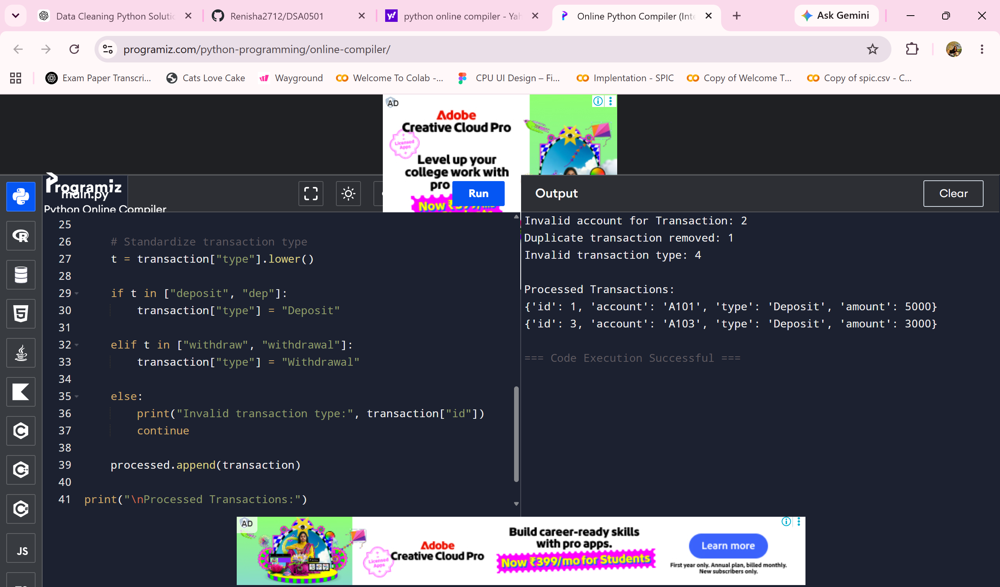 Data Cleaning Python Solutic
Renisha2712/DSA0501
python online compiler - Yah
Online Python Compiler (Inte
Ask Gemini
programiz.com/python-programming/online-compiler/
Exam Paper Transcri...
Cats Love Cake
Wayground
Welcome To Colab -...
CPU UI Design – Fi...
Implentation - SPIC
Copy of Welcome T...
Copy of spic.csv - C...
AD
Adobe
Creative Cloud Pro
Licensed
Apps
Level up your
college work with
pro
Now
Programiz
main.py
Python Online Compiler
Run
Output
Clear
25
26 # Standardize transaction type
27 t = transaction["type"].lower()
28
29 if t in ["deposit", "dep"]:
30 transaction["type"] = "Deposit"
31
32 elif t in ["withdraw", "withdrawal"]:
33 transaction["type"] = "Withdrawal"
34
35 else:
36 print("Invalid transaction type:", transaction["id"])
37 continue
38
39 processed.append(transaction)
40
41 print("\nProcessed Transactions:")
Invalid account for Transaction: 2
Duplicate transaction removed: 1
Invalid transaction type: 4
Processed Transactions:
{'id': 1, 'account': 'A101', 'type': 'Deposit', 'amount': 5000}
{'id': 3, 'account': 'A103', 'type': 'Deposit', 'amount': 3000}
=== Code Execution Successful ===
JS
AD
Licensed
Apps
Adobe
Creative Cloud Pro
Build career-ready skills
with pro apps.
Now ₹399/mo for Students
Learn more
First year only. Annual plan, billed monthly.
New subscribers only.